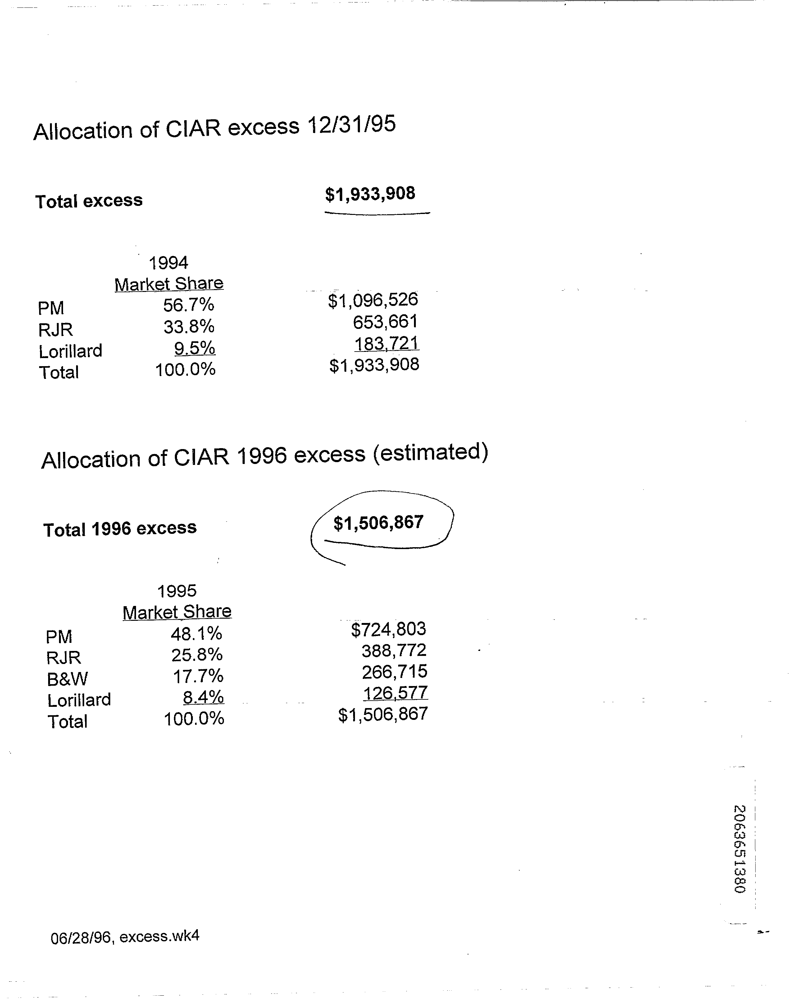 Allocation of CIAR excess 12/31/95
Total excess $1,933,908
1994
Market Share
PM 56.7% $1,096,526
RJR 33.8% 653,661
Lorillard 9.5% 183,721
Total 100.0% $1,933,908
Allocation of CIAR 1996 excess (estimated)
Total 1996 excess $1,506,867
1995
Market Share
PM 48.1% $724,803
RJR 25.8% 388,772
B&W 17.7% 266,715
Lorillard 8.4% 126,577
Total 100.0% $1,506,867
2063651380
06/28/96, excess.wk4